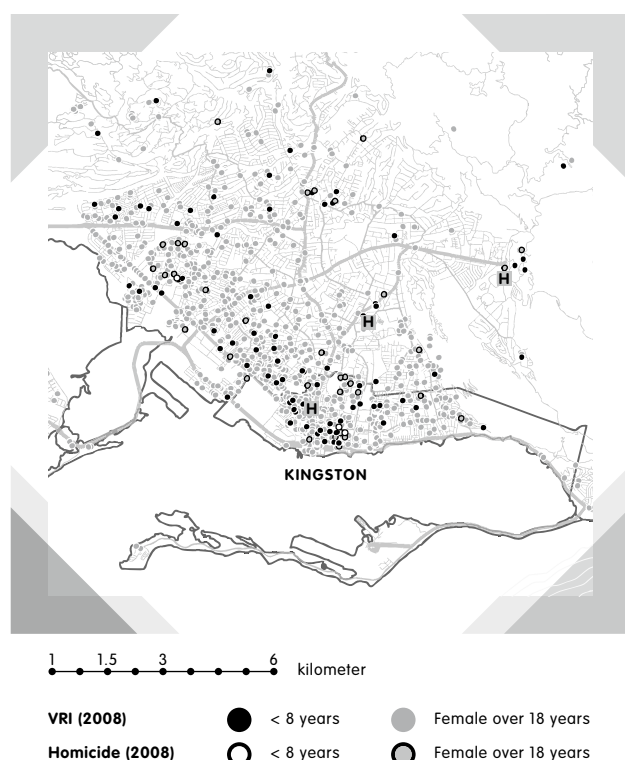 H
H
H
KINGSTON
1 1.5 3 6 kilometer
VRI (2008) < 8 years Female over 18 years
Homicide (2008) < 8 years Female over 18 years